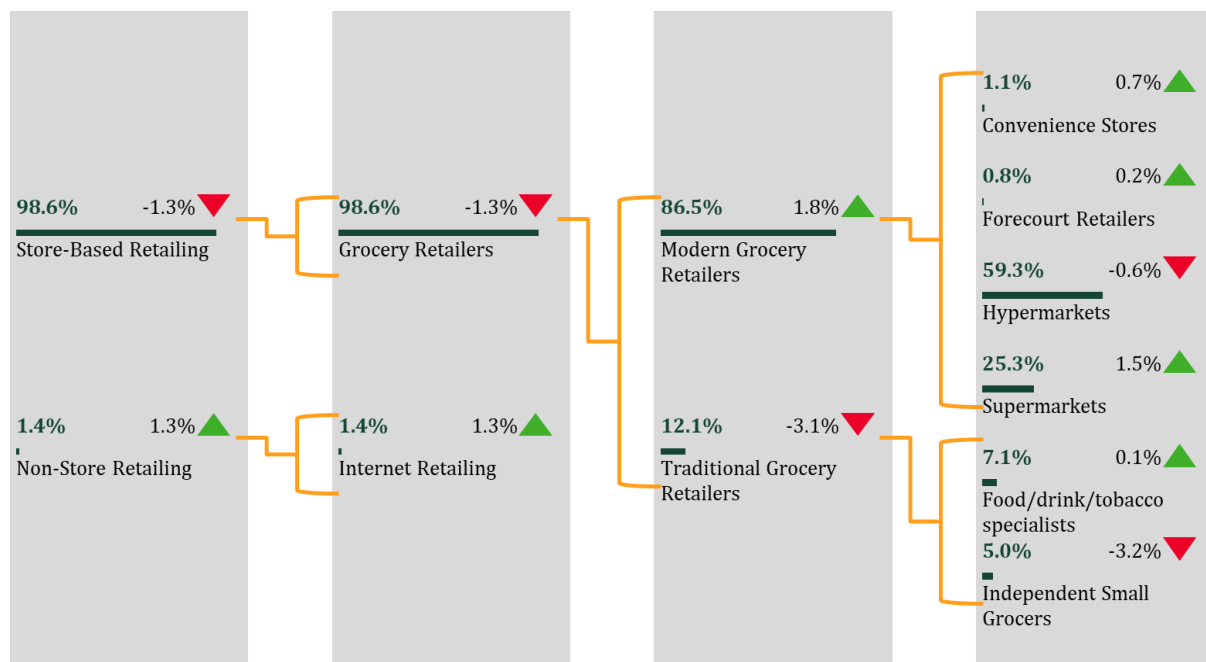 98.6% -1.3%
Store-Based Retailing
1.4% 1.3%
Non-Store Retailing
98.6% -1.3%
Grocery Retailers
1.4% 1.3%
Internet Retailing
86.5% 1.8%
Modern Grocery
Retailers
12.1% -3.1%
Traditional Grocery
Retailers
1.1% 0.7%
Convenience Stores
0.8% 0.2%
Forecourt Retailers
59.3% -0.6%
Hypermarkets
25.3% 1.5%
Supermarkets
7.1% 0.1%
Food/drink/tobacco
specialists
5.0% -3.2%
Independent Small
Grocers